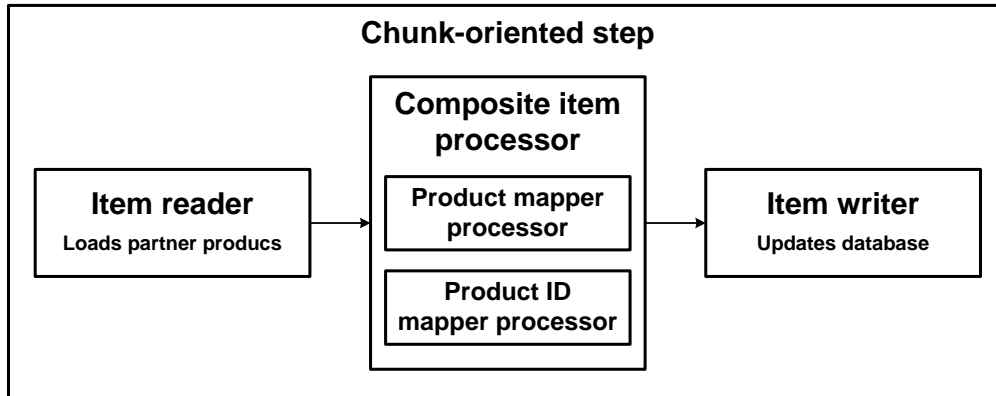 Chunk-oriented step
Composite item
processor
Item reader
Loads partner producs
Product mapper
processor
Product ID
mapper processor
Item writer
Updates database